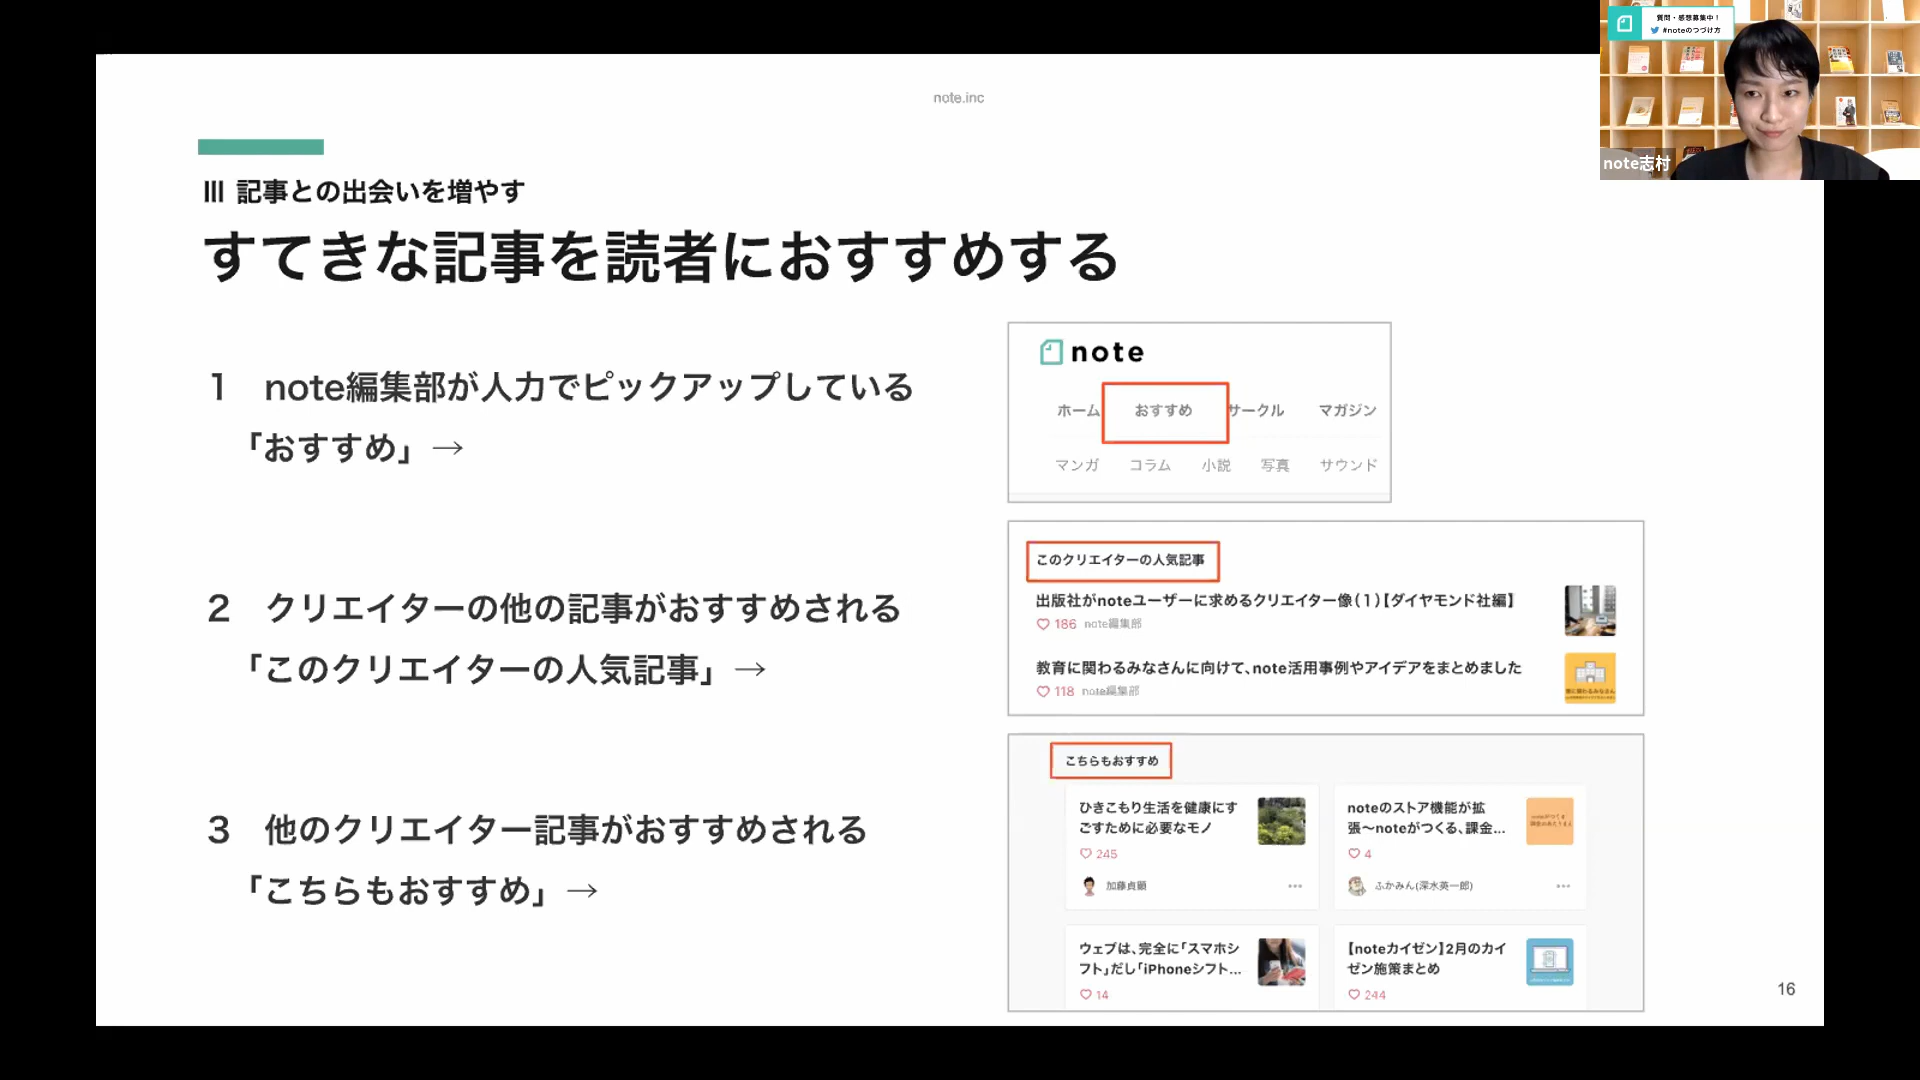 質問・感想募集中！
#noteのつづけ方
note志村
note.inc
Ⅲ 記事との出会いを増やす
すてきな記事を読者におすすめする
1 note編集部が人力でピックアップしている
「おすすめ」→
2 クリエイターの他の記事がおすすめされる
「このクリエイターの人気記事」→
3 他のクリエイター記事がおすすめされる
「こちらもおすすめ」→
note
ホーム おすすめ サークル マガジン
マンガ コラム 小説 写真 サウンド
このクリエイターの人気記事
出版社がnoteユーザーに求めるクリエイター像（1）【ダイヤモンド社編】
186 note編集部
教育に関わるみなさんに向けて、note活用事例やアイデアをまとめました
118 note編集部
こちらもおすすめ
ひきこもり生活を健康にす
ごすために必要なモノ
245
加藤貞顕
noteのストア機能が拡
張〜noteがつくる、課金...
4
ふかみん(深水英一郎)
ウェブは、完全に「スマホシ
フト」だし「iPhoneシフト...
14
【noteカイゼン】2月のカイ
ゼン施策まとめ
244
16